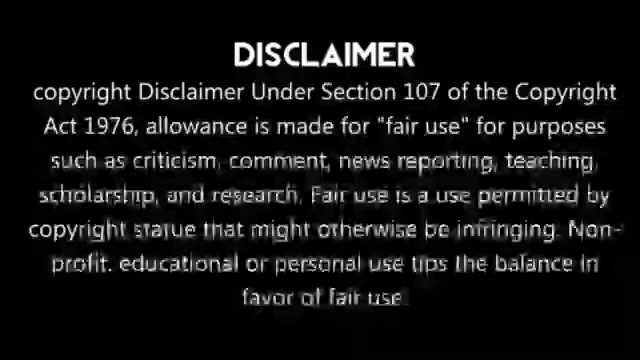 DISCLAIMER
copyright Disclaimer Under Section 107 of the Copyright
Act 1976, allowance is made for "fair use" for purposes
such as criticism, comment, news reporting, teaching,
scholarship, and research. Fair use is a use permitted by
copyright statue that might otherwise be infringing. Non-
profit. educational or personal use tips the balance in
favor of fair use.